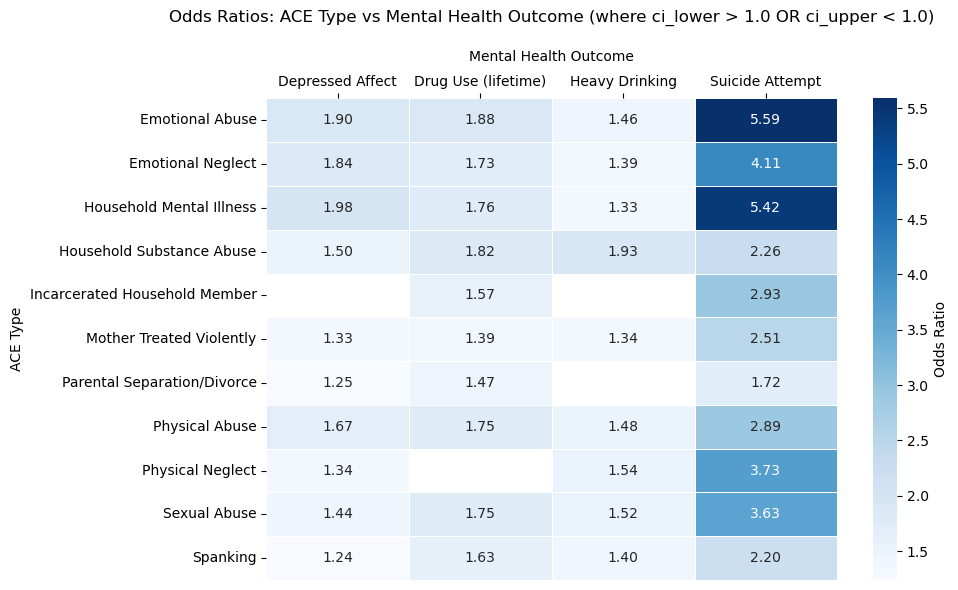 Odds Ratios: ACE Type vs Mental Health Outcome (where ci_lower > 1.0 OR ci_upper < 1.0)
Mental Health Outcome
Depressed Affect Drug Use (lifetime) Heavy Drinking Suicide Attempt
Emotional Abuse 1.90 1.88 1.46 5.59
Emotional Neglect 1.84 1.73 1.39 4.11
Household Mental Illness 1.98 1.76 1.33 5.42
Household Substance Abuse 1.50 1.82 1.93 2.26
Incarcerated Household Member 1.57 2.93
Mother Treated Violently 1.33 1.39 1.34 2.51
Parental Separation/Divorce 1.25 1.47 1.72
Physical Abuse 1.67 1.75 1.48 2.89
Physical Neglect 1.34 1.54 3.73
Sexual Abuse 1.44 1.75 1.52 3.63
Spanking 1.24 1.63 1.40 2.20
ACE Type
5.5
5.0
4.5
4.0
3.5
3.0
2.5
2.0
1.5
Odds Ratio